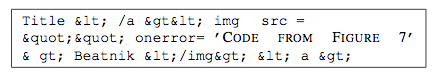 Title &lt; /a &gt&lt; img src =
&quot;&quot; onerror= ′CODE FROM FIGURE 7′
& gt; Beatnik &lt;/img&gt; &lt; a &gt;